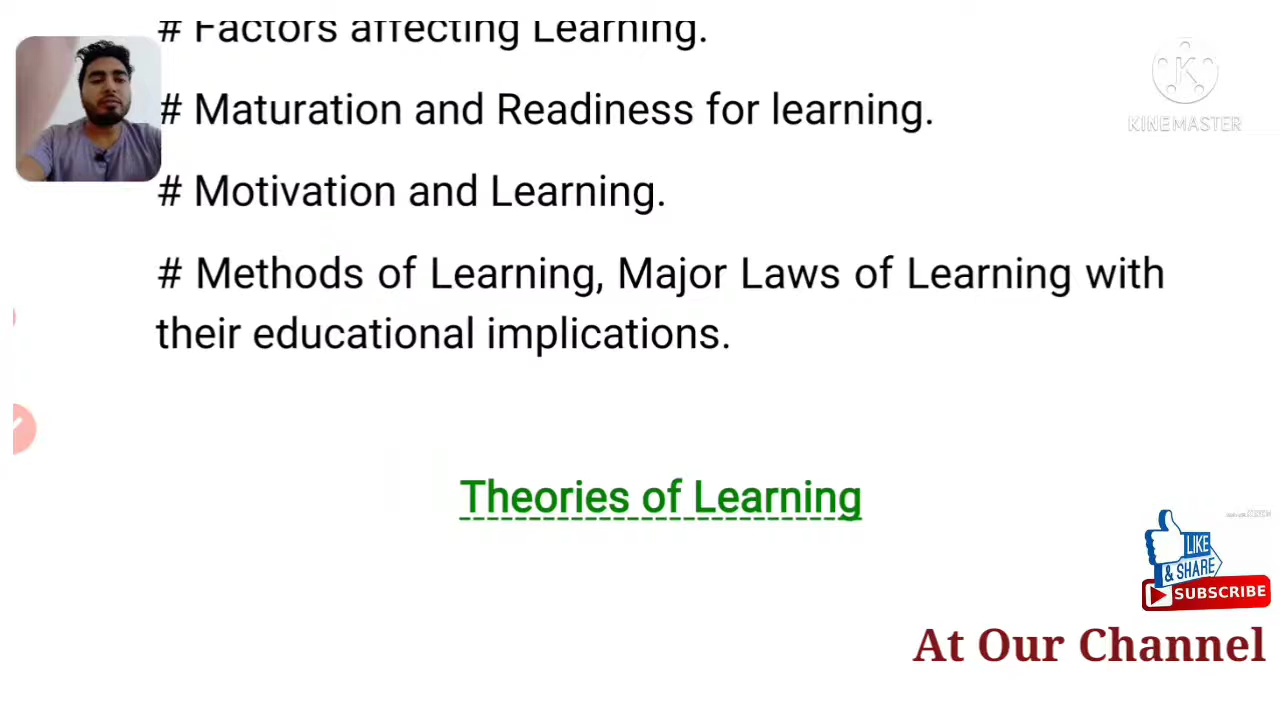 # Factors affecting Learning.
# Maturation and Readiness for learning.
KINEMASTER
# Motivation and Learning.
# Methods of Learning, Major Laws of Learning with
their educational implications.
Theories of Learning
LIKE
& SHARE
SUBSCRIBE
At Our Channel